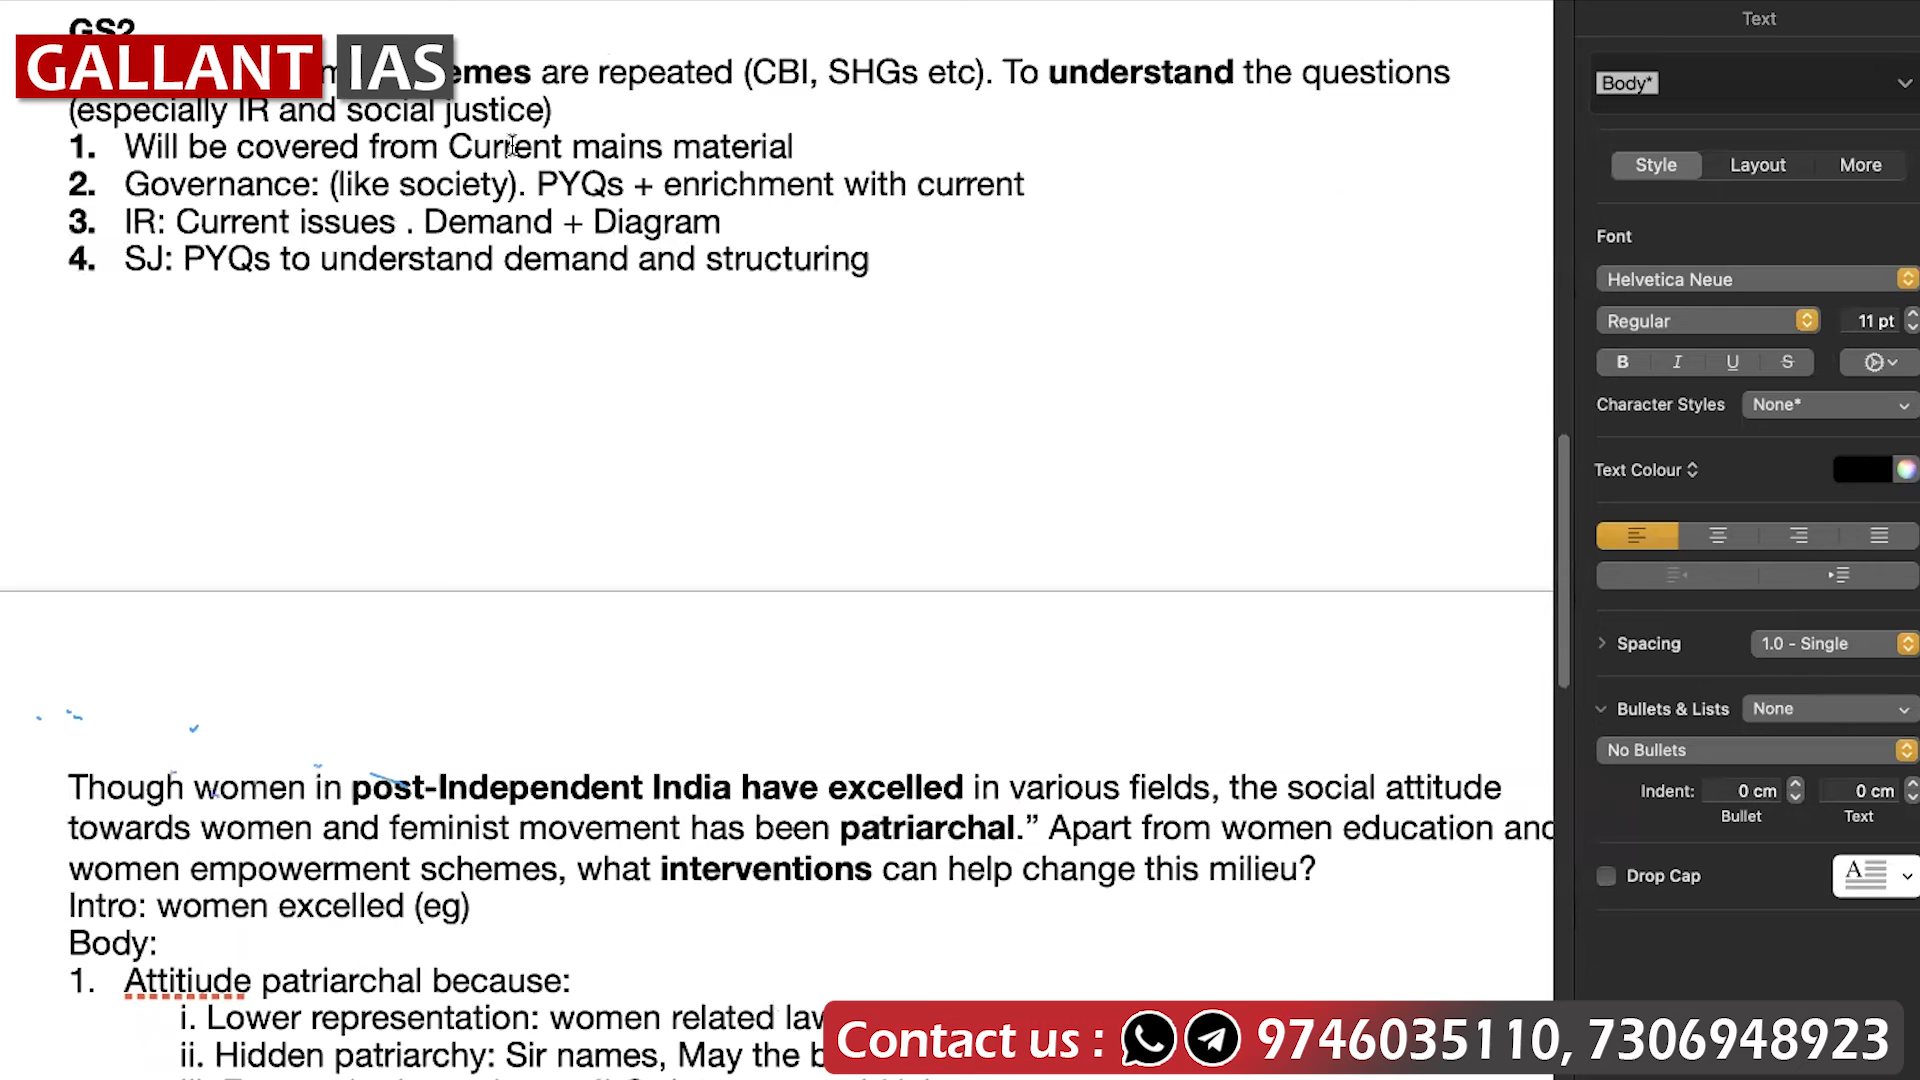 GS2
GALLANT IAS
emes are repeated (CBI, SHGs etc). To understand the questions
(especially IR and social justice)
1. Will be covered from Current mains material
2. Governance: (like society). PYQs + enrichment with current
3. IR: Current issues . Demand + Diagram
4. SJ: PYQs to understand demand and structuring
Though women in post-Independent India have excelled in various fields, the social attitude
towards women and feminist movement has been patriarchal.” Apart from women education and
women empowerment schemes, what interventions can help change this milieu?
Intro: women excelled (eg)
Body:
1. Attitiude patriarchal because:
i. Lower representation: women related law
ii. Hidden patriarchy: Sir names, May the b
Contact us : 9746035110, 7306948923
Text
Body*
Style Layout More
Font
Helvetica Neue
Regular 11 pt
B I U S
Character Styles None*
Text Colour
Spacing 1.0 - Single
Bullets & Lists None
No Bullets
Indent: 0 cm 0 cm
Bullet Text
Drop Cap
A